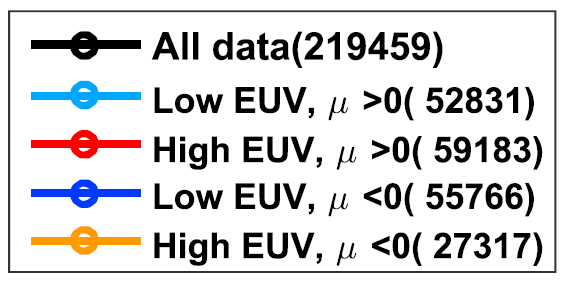 All data(219459)
Low EUV, μ >0( 52831)
High EUV, μ >0( 59183)
Low EUV, μ <0( 55766)
High EUV, μ <0( 27317)